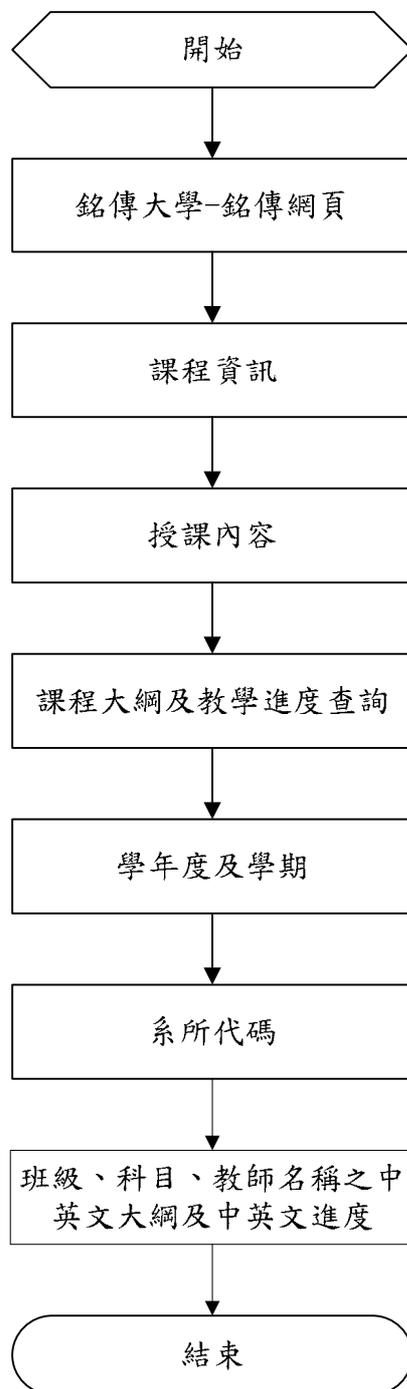 開始
銘傳大學–銘傳網頁
課程資訊
授課內容
課程大綱及教學進度查詢
學年度及學期
系所代碼
班級、科目、教師名稱之中
英文大綱及中英文進度
結束